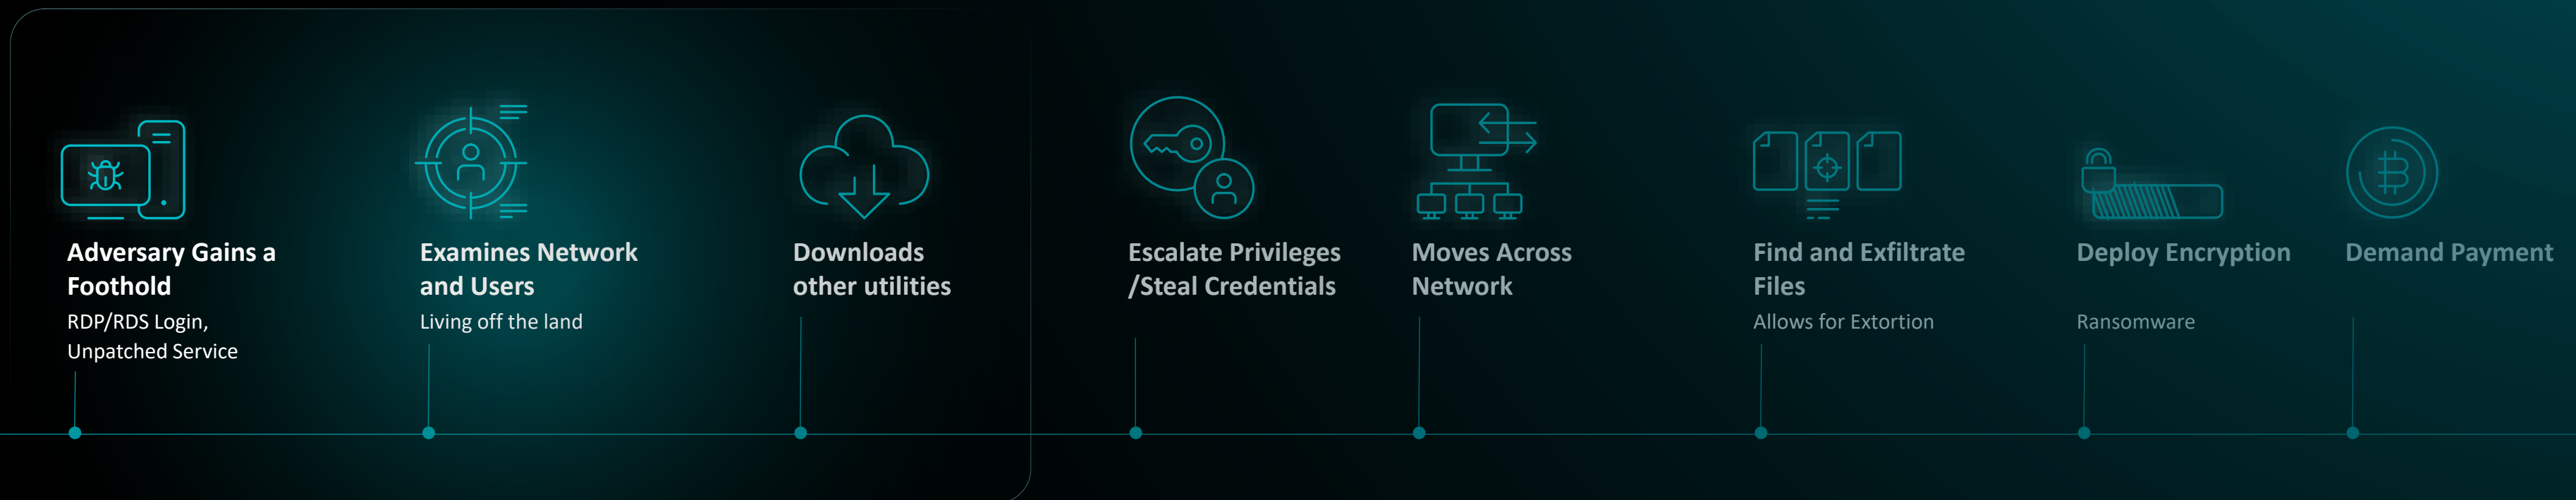 Adversary Gains a
Foothold
RDP/RDS Login,
Unpatched Service
Examines Network
and Users
Living off the land
Downloads
other utilities
Escalate Privileges
/Steal Credentials
Moves Across
Network
Find and Exfiltrate
Files
Allows for Extortion
Deploy Encryption
Ransomware
Demand Payment